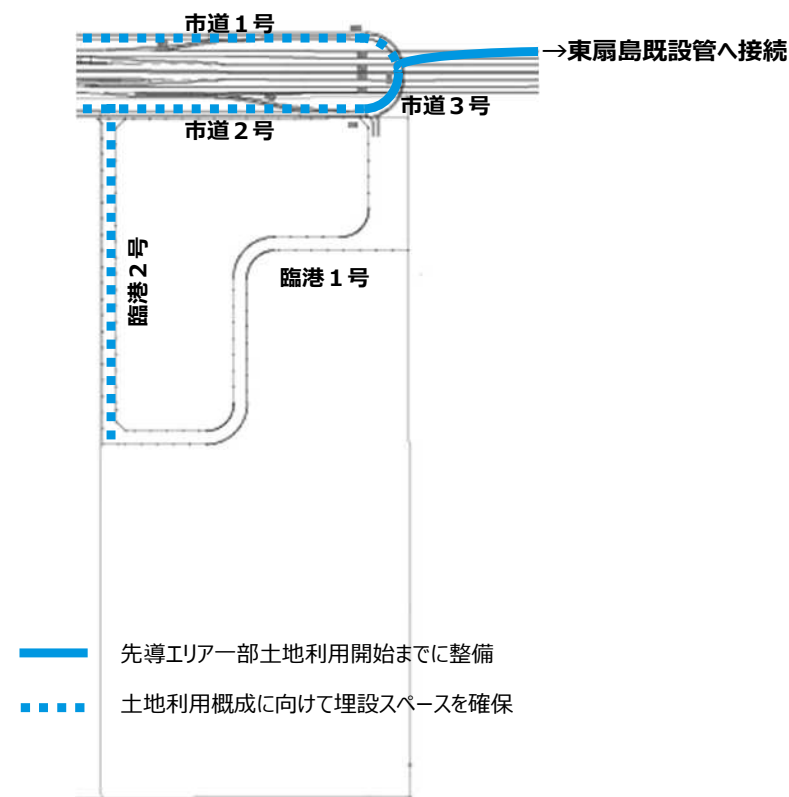 市道１号
→東扇島既設管へ接続
市道３号
市道２号
臨港２号
臨港１号
先導エリア一部土地利用開始までに整備
土地利用概成に向けて埋設スペースを確保